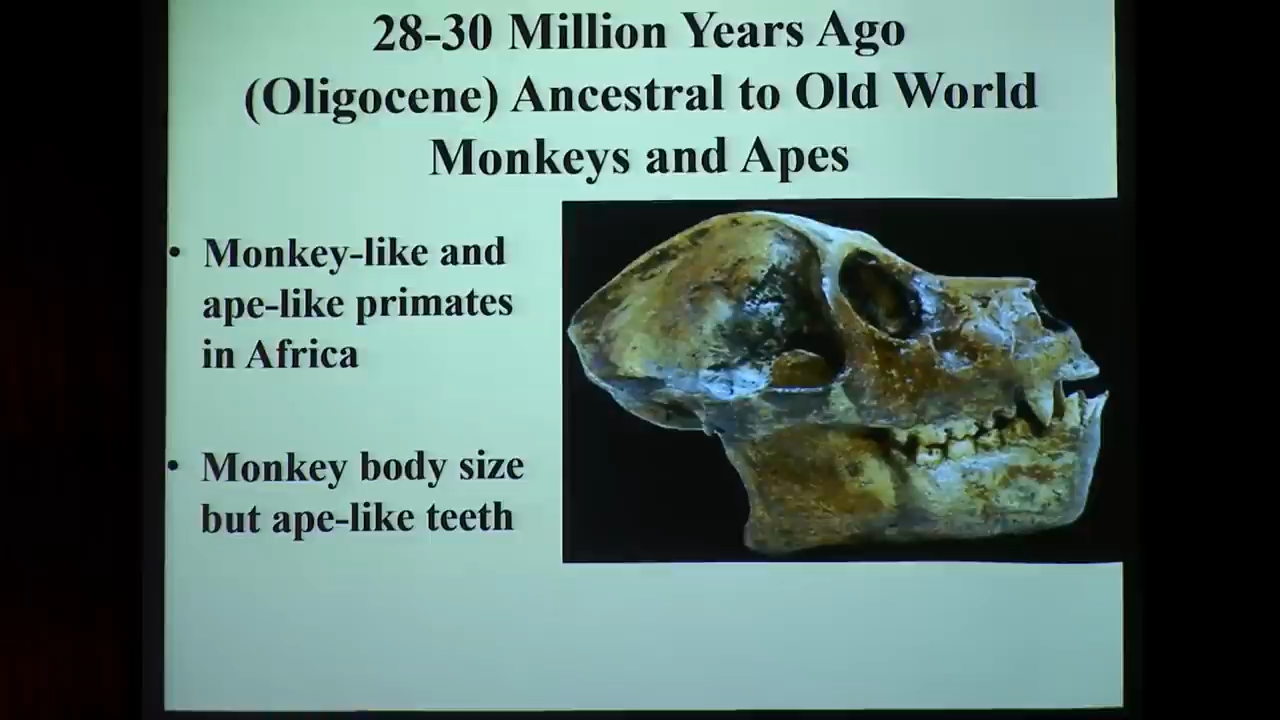 28-30 Million Years Ago
(Oligocene) Ancestral to Old World
Monkeys and Apes
• Monkey-like and
ape-like primates
in Africa
• Monkey body size
but ape-like teeth